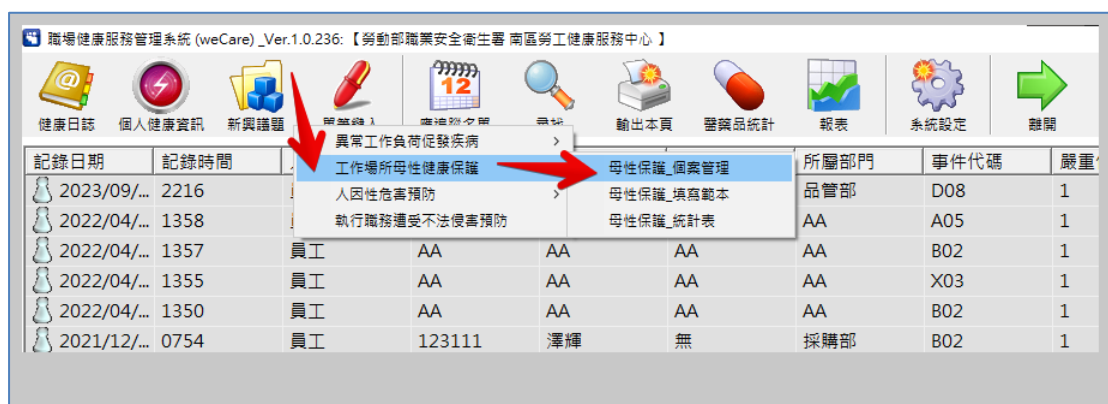 職場健康服務管理系統 (weCare) _Ver.1.0.236:【勞動部職業安全衛生署 南區勞工健康服務中心 】
健康日誌 個人健康資訊 新興議題 輸出本頁 醫藥品統計 報表 系統設定 離開
12
異常工作負荷促發疾病 >
工作場所母性健康保護
人因性危害預防 >
執行職務遭受不法侵害預防
母性保護_個案管理
母性保護_填寫範本
母性保護_統計表
記錄日期 記錄時間 所屬部門 事件代碼 嚴重
2023/09/... 2216 品管部 D08 1
2022/04/... 1358 AA A05 1
2022/04/... 1357 員工 AA AA AA AA B02 1
2022/04/... 1355 員工 AA AA AA AA X03 1
2022/04/... 1350 員工 AA AA AA AA B02 1
2021/12/... 0754 員工 123111 澤輝 無 採購部 B02 1